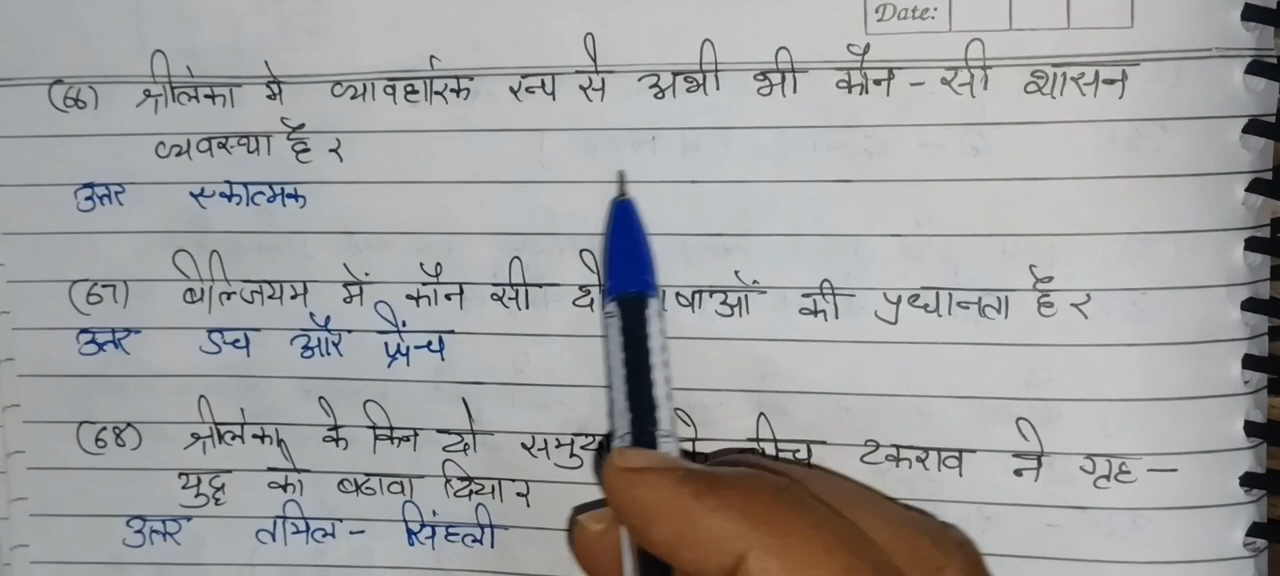 Date:
(66) श्रीलंका में व्यावहारिक रूप से अभी भी कौन - सी शासन
व्यवस्था है ?
उत्तर एकात्मक
(67) बेल्जियम में कौन सी दो षाओं की प्रधानता है ?
उत्तर डच और फ्रेंच
(68) श्रीलंका के किन दो समु बीच टकराव ने गृह -
युद्ध को बढावा दिया ?
उत्तर तमिल - सिंहली